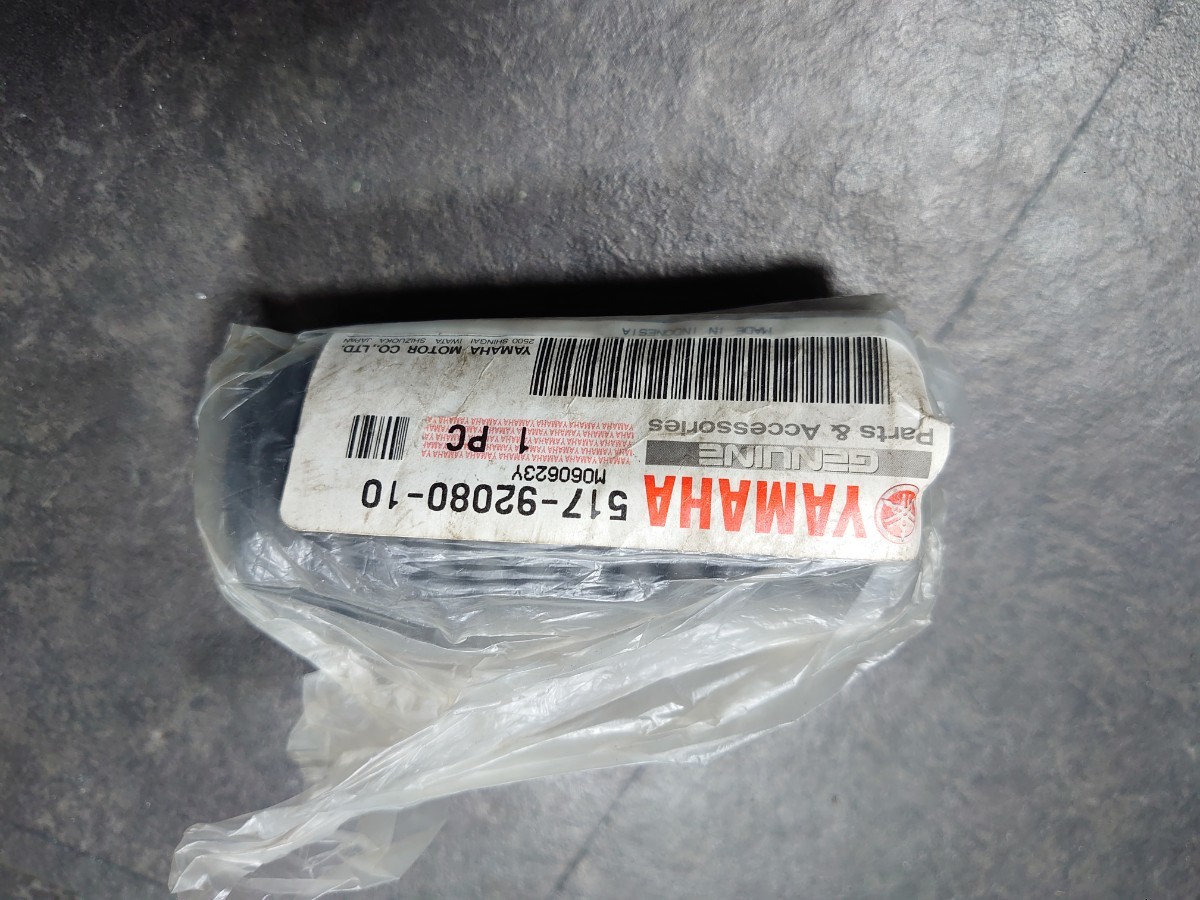 YAMAHA
GENUINE
Parts & Accessories
517-92080-10
M060623Y
1 PC
YAMAHA MOTOR CO., LTD.
2500 SHINGAI IWATA SHIZUOKA JAPAN
MADE IN INDONESIA